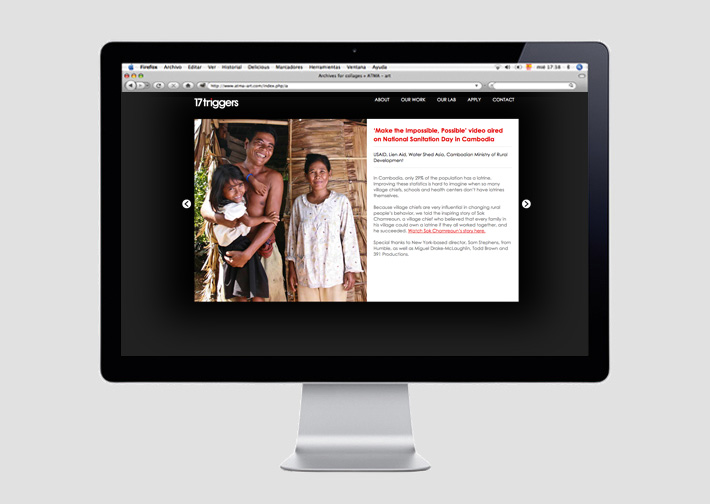 Firefox Archivo Editar Ver Historial Delicious Marcadores Herramientas Ventana Ayuda mié 17:38
Archives for collages « ATMA – art
http://www.atma-art.com/index.php/a
17triggers
ABOUT OUR WORK OUR LAB APPLY CONTACT
'Make the Impossible, Possible' video aired
on National Sanitation Day in Cambodia
USAID, Lien Aid, Water Shed Asia, Cambodian Ministry of Rural
Development
In Cambodia, only 29% of the population has a latrine.
Improving these statistics is hard to imagine when so many
village chiefs, schools and health centers don't have latrines
themselves.
Because village chiefs are very influential in changing rural
people's behavior, we told the inspiring story of Sok
Chamreaun, a village chief who believed that every family in
his village could own a latrine if they all worked together, and
he succeeded. Watch Sok Chamreaun's story here.
Special thanks to New York-based director, Sam Stephens, from
Humble, as well as Miguel Drake-McLaughlin, Todd Brown and
391 Productions.